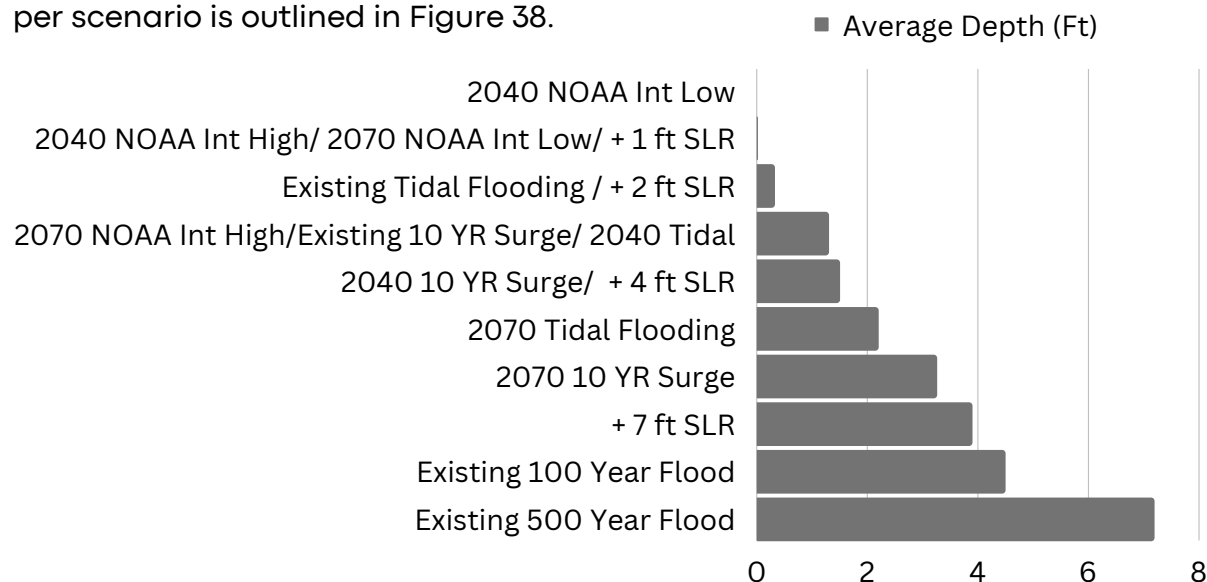 per scenario is outlined in Figure 38.
Average Depth (Ft)
2040 NOAA Int Low
2040 NOAA Int High/ 2070 NOAA Int Low/ + 1 ft SLR
Existing Tidal Flooding / + 2 ft SLR
2070 NOAA Int High/Existing 10 YR Surge/ 2040 Tidal
2040 10 YR Surge/  + 4 ft SLR
2070 Tidal Flooding
2070 10 YR Surge
+ 7 ft SLR
Existing 100 Year Flood
Existing 500 Year Flood
0 2 4 6 8